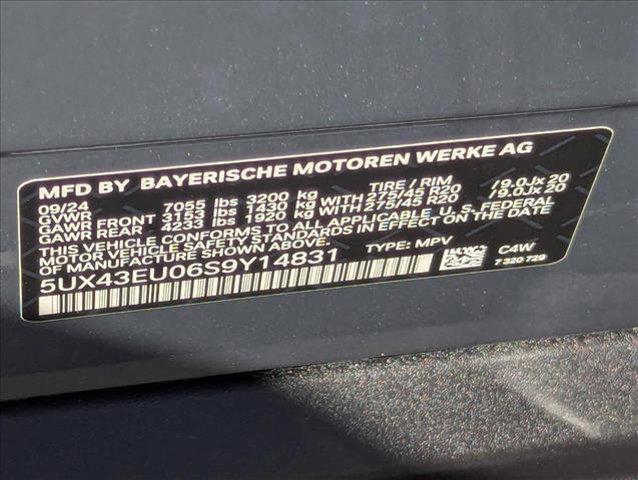 MFD BY BAYERISCHE MOTOREN WERKE AG
09/24 TIRE / RIM
GVWR 7055 lbs 3200 kg
GAWR FRONT 3153 lbs 1430 kg WITH 275/45 R20 /9.0Jx 20
GAWR REAR 4233 lbs 1920 kg WITH 275/45 R20 /9.0Jx 20
THIS VEHICLE CONFORMS TO ALL APPLICABLE U.S. FEDERAL
MOTOR VEHICLE SAFETY STANDARDS IN EFFECT ON THE DATE
OF MANUFACTURE SHOWN ABOVE.
TYPE: MPV C4W
5UX43EU06S9Y14831 7 320 729